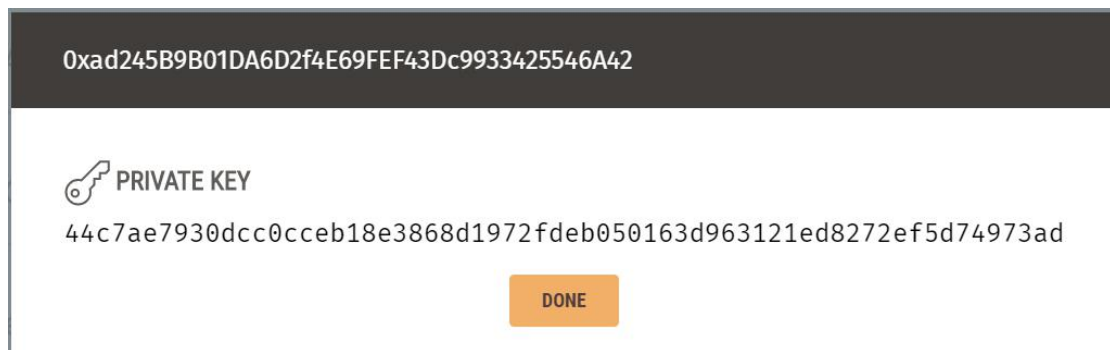 0xad245B9B01DA6D2f4E69FEF43Dc9933425546A42
PRIVATE KEY
44c7ae7930dcc0cceb18e3868d1972fdeb050163d963121ed8272ef5d74973ad
DONE